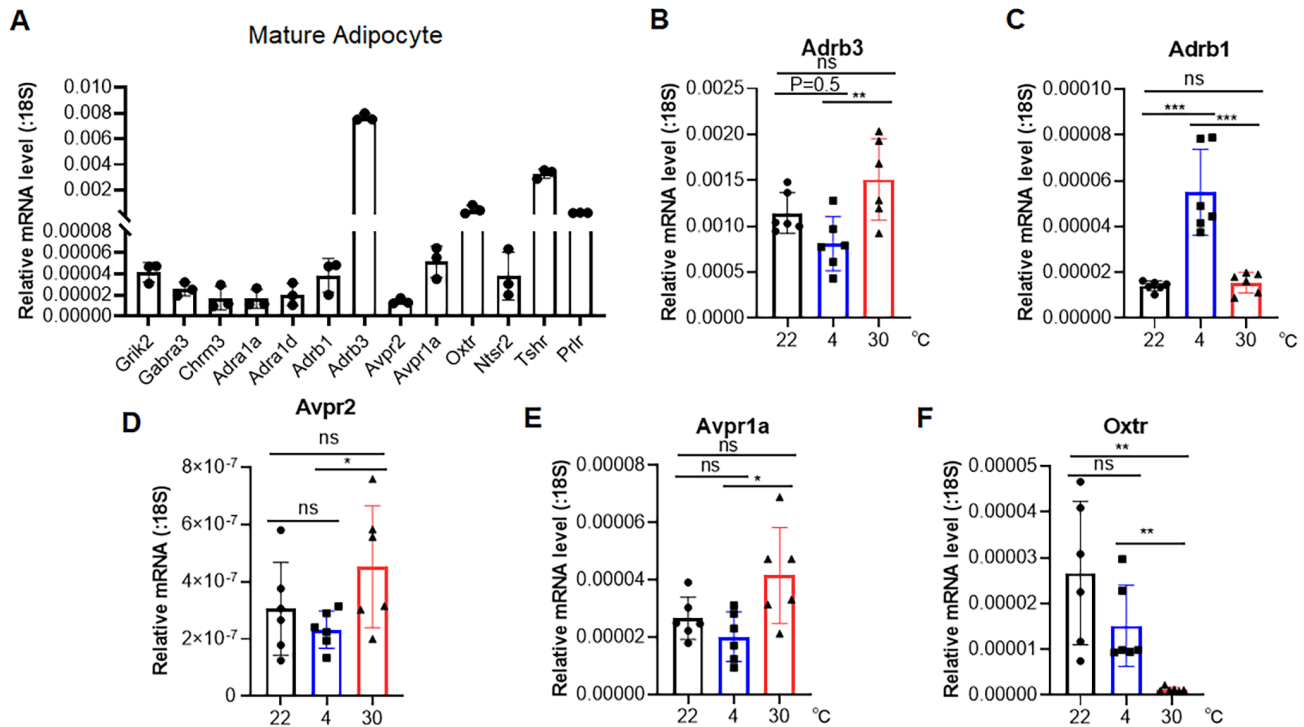 A
Mature Adipocyte
Relative mRNA level (:18S)
0.010
0.008
0.006
0.004
0.002
0.00008
0.00006
0.00004
0.00002
0.00000
Grik2
Gabra3
Chrm3
Adra1a
Adra1d
Adrb1
Adrb3
Avpr2
Avpr1a
Oxtr
Ntsr2
Tshr
Prlr
B
Adrb3
ns
P=0.5
**
Relative mRNA level (:18S)
0.0025
0.0020
0.0015
0.0010
0.0005
0.0000
22 4 30 ℃
C
Adrb1
ns
***
***
Relative mRNA level (:18S)
0.00010
0.00008
0.00006
0.00004
0.00002
0.00000
22 4 30 ℃
D
Avpr2
ns
*
ns
Relative mRNA (:18S)
8×10-7
6×10-7
4×10-7
2×10-7
0
22 4 30 ℃
E
Avpr1a
ns
ns
*
Relative mRNA level (:18S)
0.00008
0.00006
0.00004
0.00002
0.00000
22 4 30 ℃
F
Oxtr
**
ns
**
Relative mRNA level (:18S)
0.00005
0.00004
0.00003
0.00002
0.00001
0.00000
22 4 30 ℃